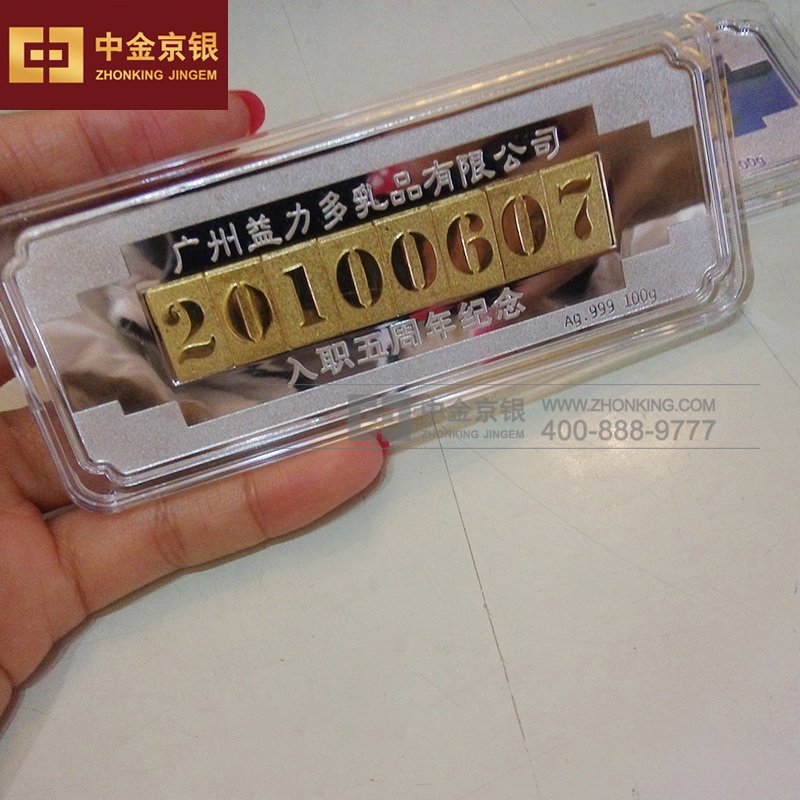 中金京银
ZHONKING JINGEM
广州益力多乳品有限公司
20100607
入职五周年纪念
Ag.999 100g
00g
中金京银
ZHONKING JINGEM
WWW.ZHONKING.COM
400-888-9777